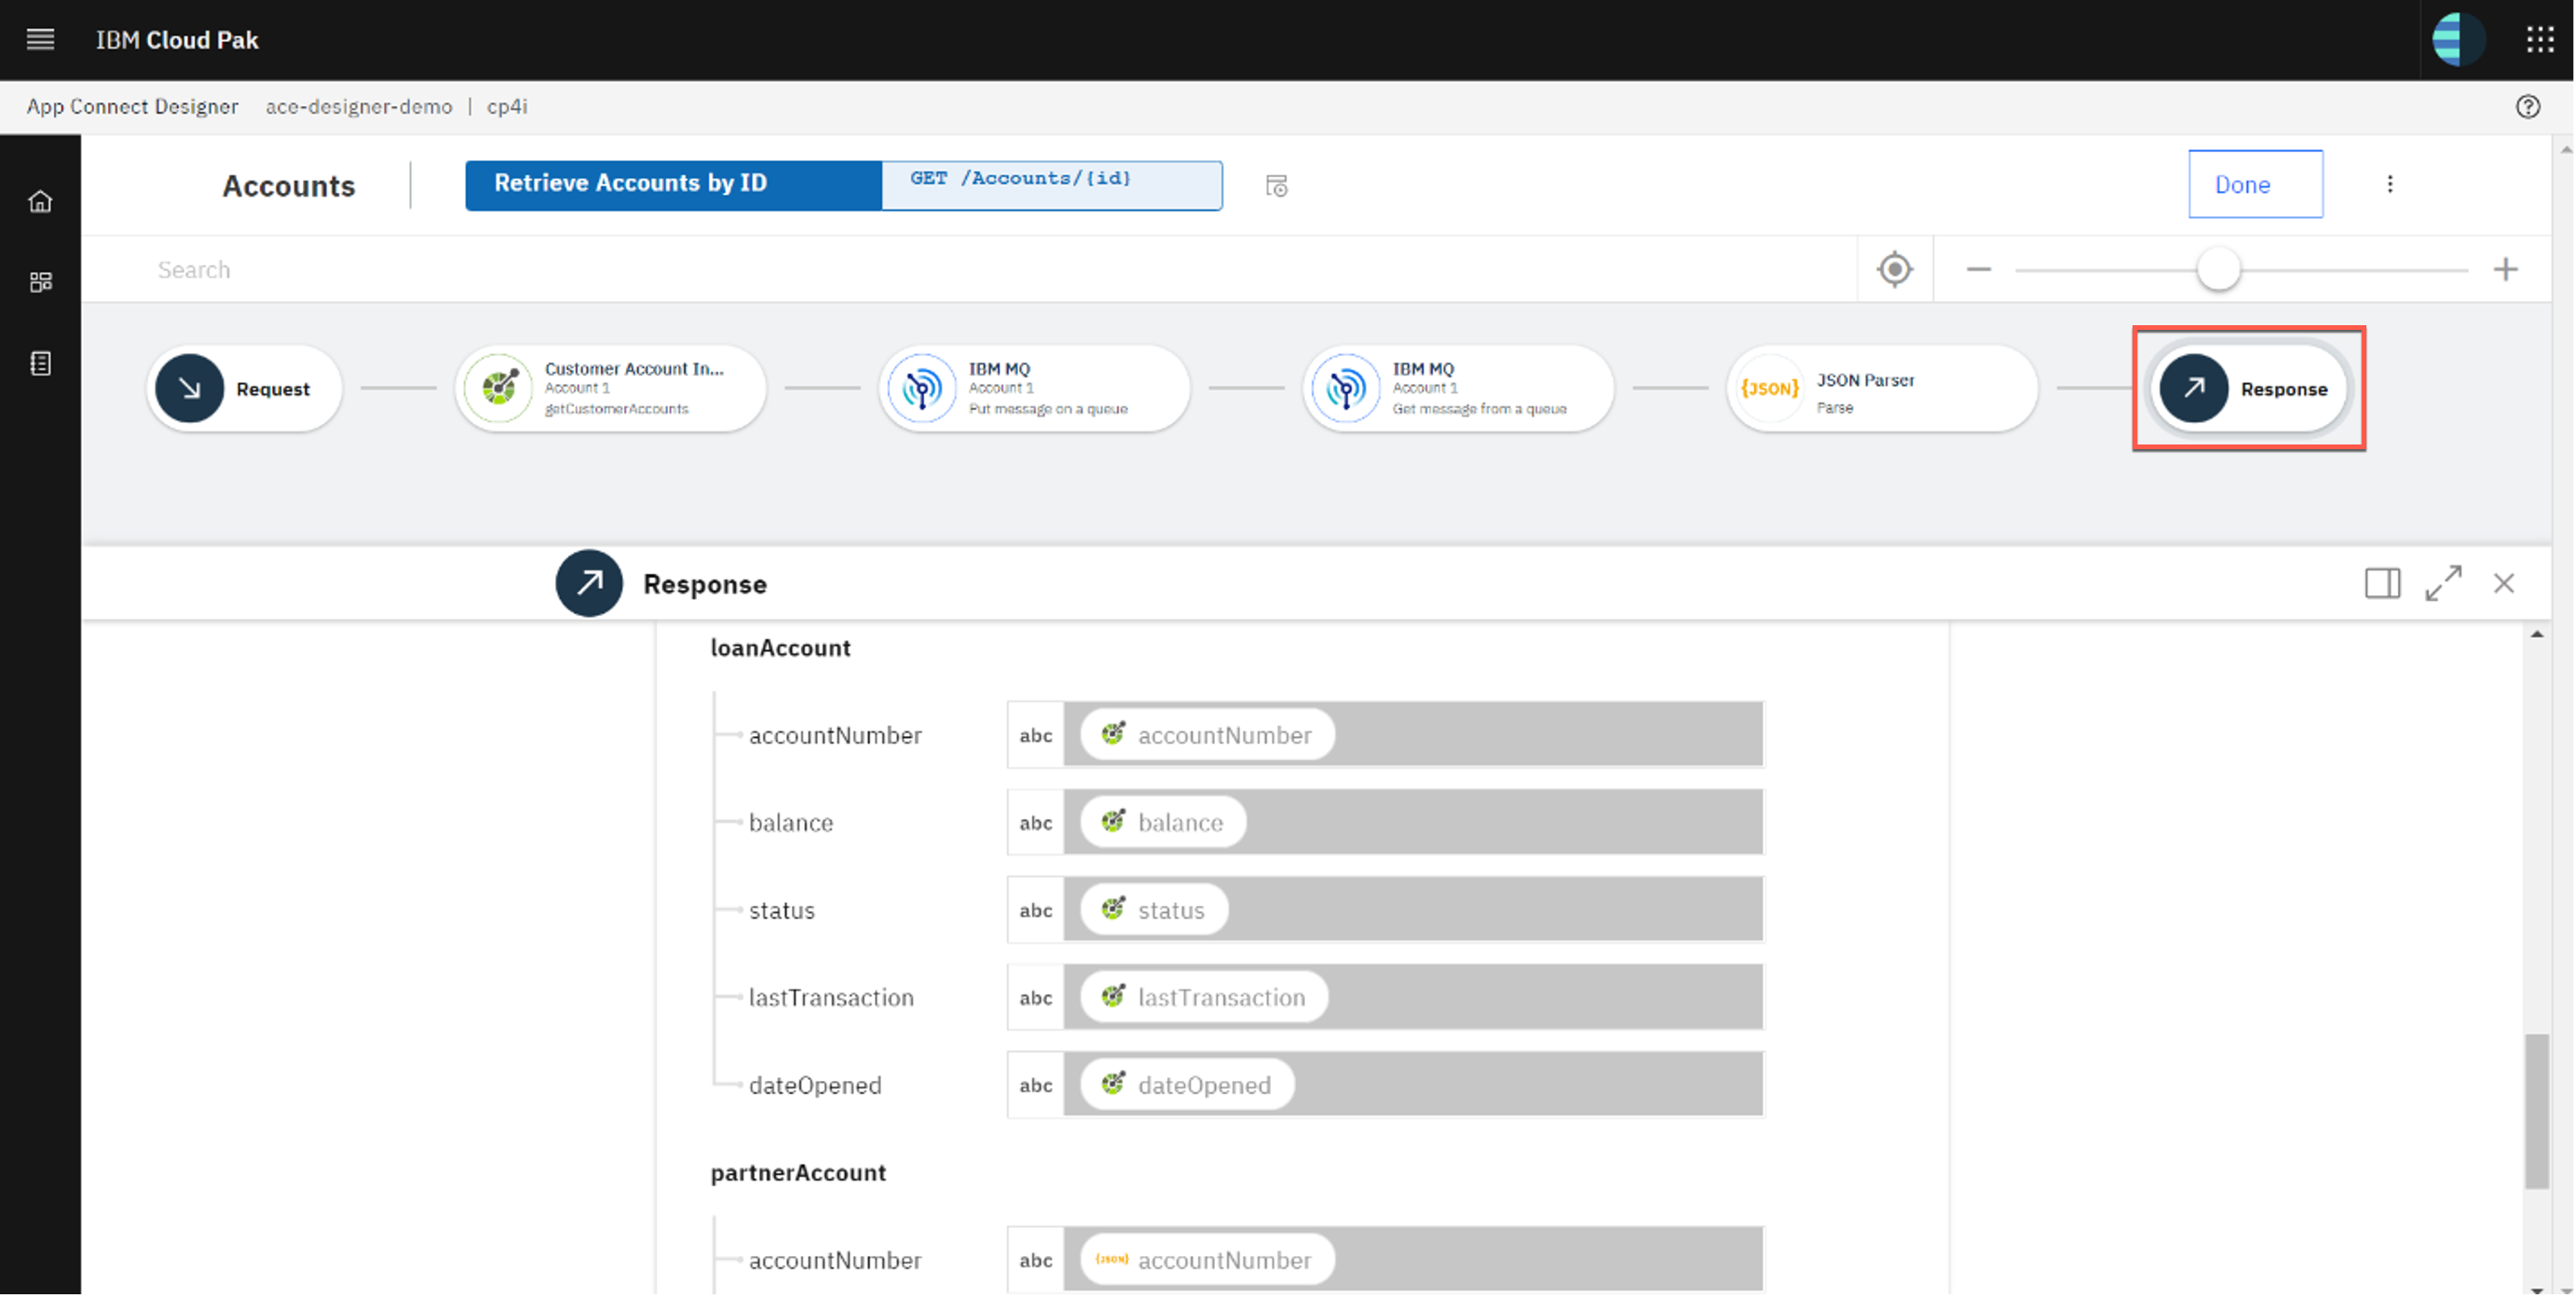 IBM Cloud Pak
App Connect Designer ace-designer-demo | cp4i
Accounts
Retrieve Accounts by ID
GET /Accounts/{id}
Done
Search
Request
Customer Account In...
Account 1
getCustomerAccounts
IBM MQ
Account 1
Put message on a queue
IBM MQ
Account 1
Get message from a queue
{JSON}
JSON Parser
Parse
Response
Response
loanAccount
accountNumber abc accountNumber
balance abc balance
status abc status
lastTransaction abc lastTransaction
dateOpened abc dateOpened
partnerAccount
accountNumber abc {JSON} accountNumber